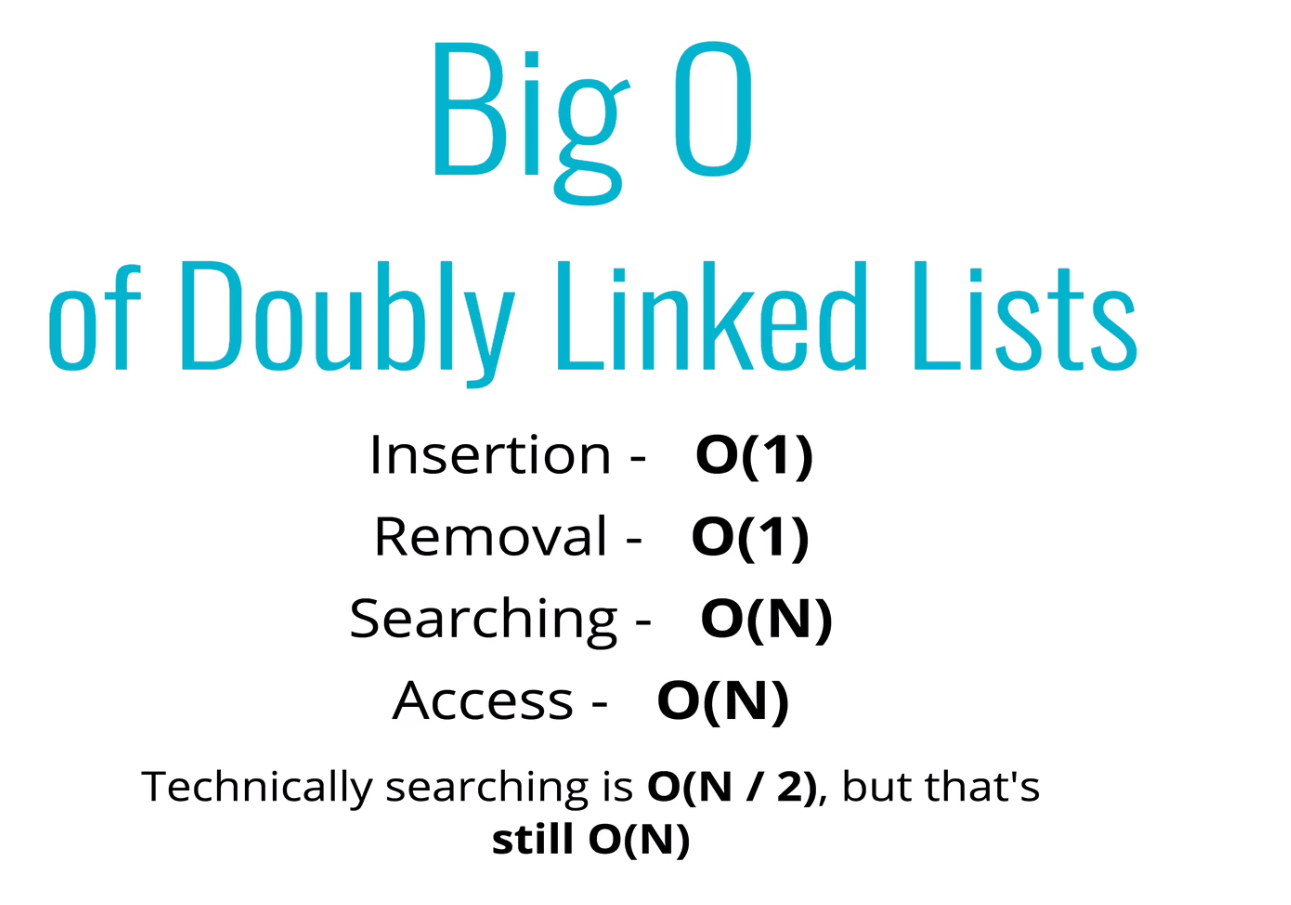 Big O
of Doubly Linked Lists
Insertion - O(1)
Removal - O(1)
Searching - O(N)
Access - O(N)
Technically searching is O(N / 2), but that's
still O(N)